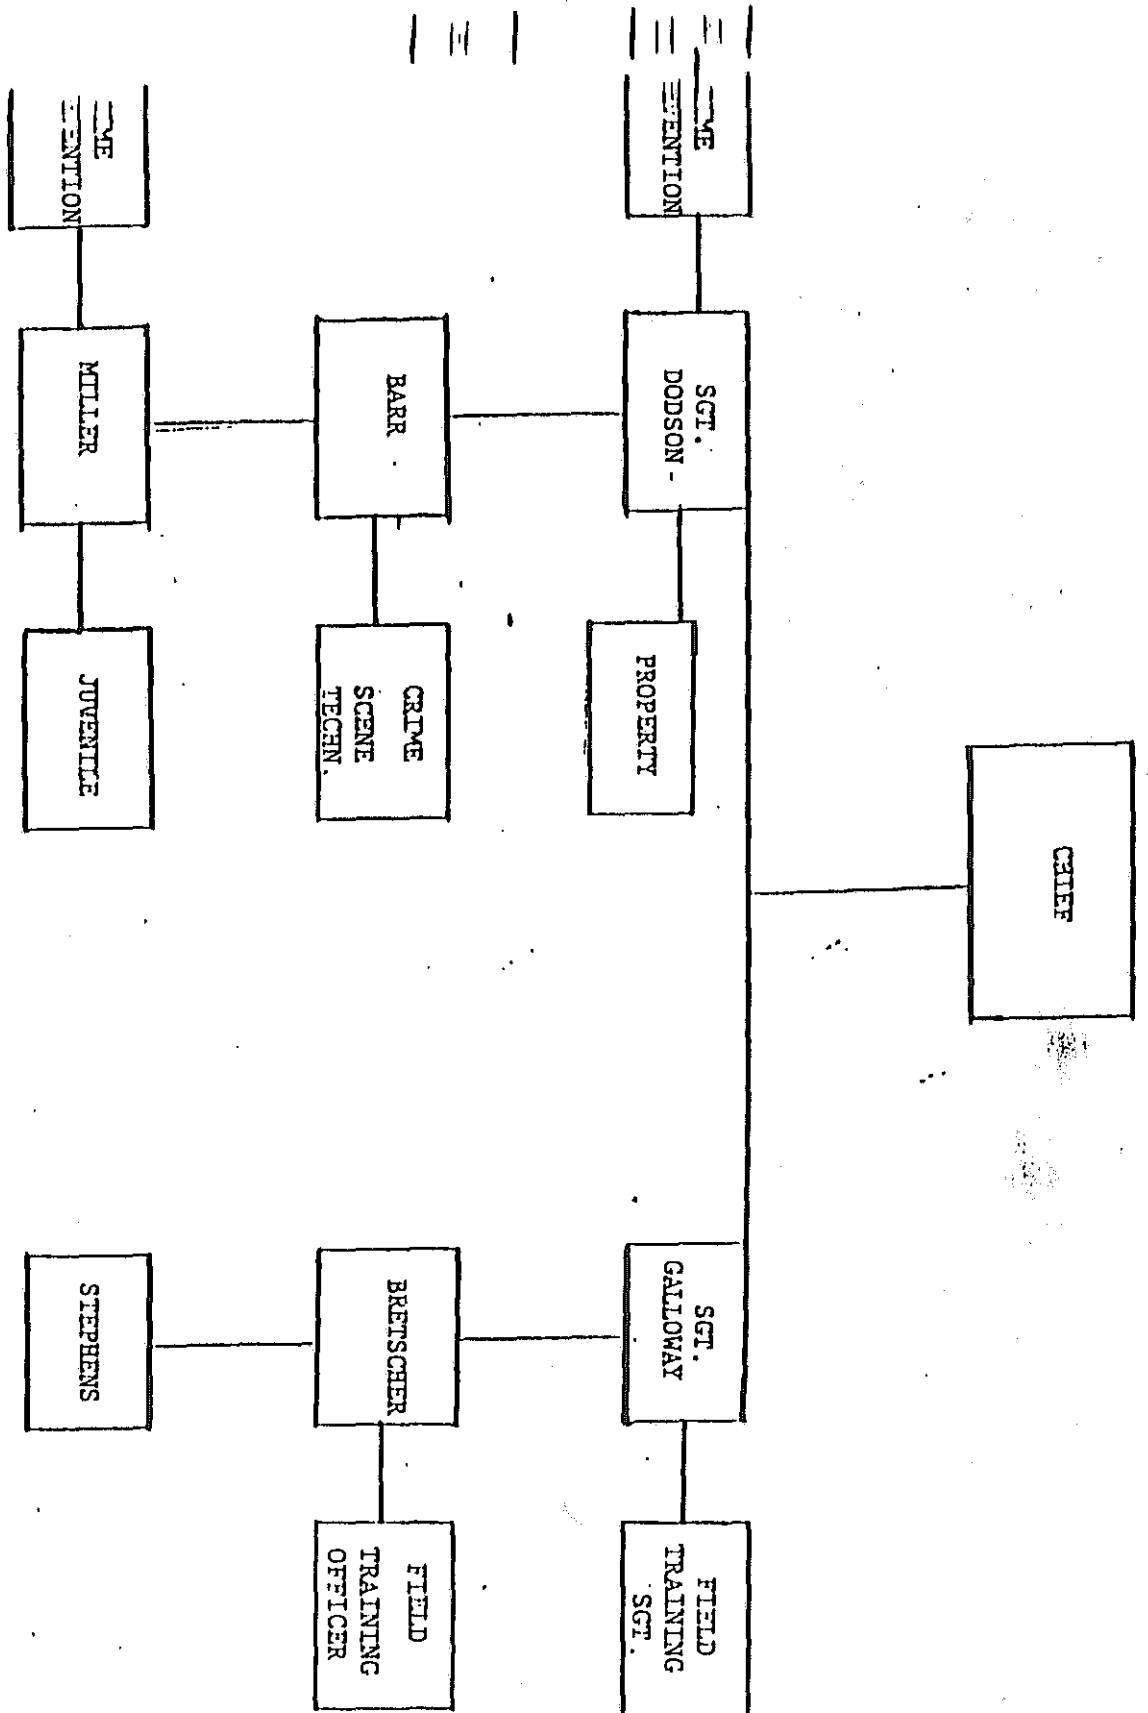 CHIEF
SGT.
DODSON -
SGT.
GALLOWAY
FIELD
TRAINING
SGT.
PROPERTY
BARR
CRIME
SCENE
TECHN.
BRETSCHER
FIELD
TRAINING
OFFICER
MILLER
JUVENILE
STEPHENS